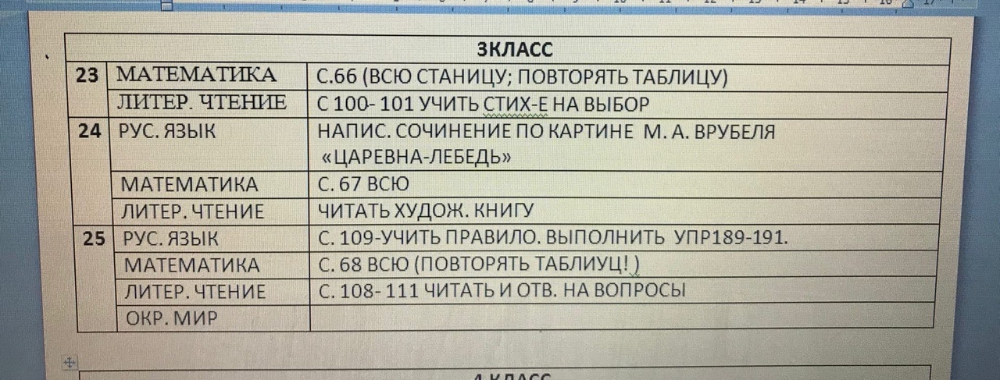 3КЛАСС
23 МАТЕМАТИКА С.66 (ВСЮ СТАНИЦУ; ПОВТОРЯТЬ ТАБЛИЦУ)
ЛИТЕР. ЧТЕНИЕ С 100- 101 УЧИТЬ СТИХ-Е НА ВЫБОР
24 РУС. ЯЗЫК НАПИС. СОЧИНЕНИЕ ПО КАРТИНЕ М. А. ВРУБЕЛЯ
«ЦАРЕВНА-ЛЕБЕДЬ»
МАТЕМАТИКА С. 67 ВСЮ
ЛИТЕР. ЧТЕНИЕ ЧИТАТЬ ХУДОЖ. КНИГУ
25 РУС. ЯЗЫК С. 109-УЧИТЬ ПРАВИЛО. ВЫПОЛНИТЬ УПР189-191.
МАТЕМАТИКА С. 68 ВСЮ (ПОВТОРЯТЬ ТАБЛИУЦ! )
ЛИТЕР. ЧТЕНИЕ С. 108- 111 ЧИТАТЬ И ОТВ. НА ВОПРОСЫ
ОКР. МИР
4 КЛАСС